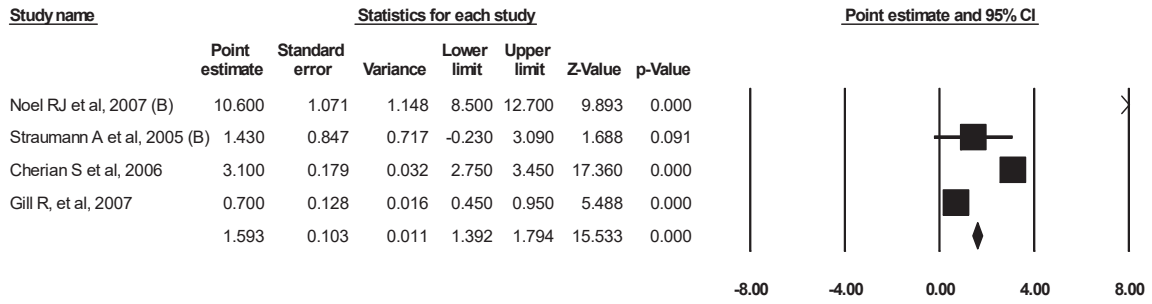 Study name Statistics for each study Point estimate and 95% CI
Point Standard Lower Upper
estimate error Variance limit limit Z-Value p-Value
Noel RJ et al, 2007 (B) 10.600 1.071 1.148 8.500 12.700 9.893 0.000
Straumann A et al, 2005 (B) 1.430 0.847 0.717 -0.230 3.090 1.688 0.091
Cherian S et al, 2006 3.100 0.179 0.032 2.750 3.450 17.360 0.000
Gill R, et al, 2007 0.700 0.128 0.016 0.450 0.950 5.488 0.000
1.593 0.103 0.011 1.392 1.794 15.533 0.000
-8.00 -4.00 0.00 4.00 8.00